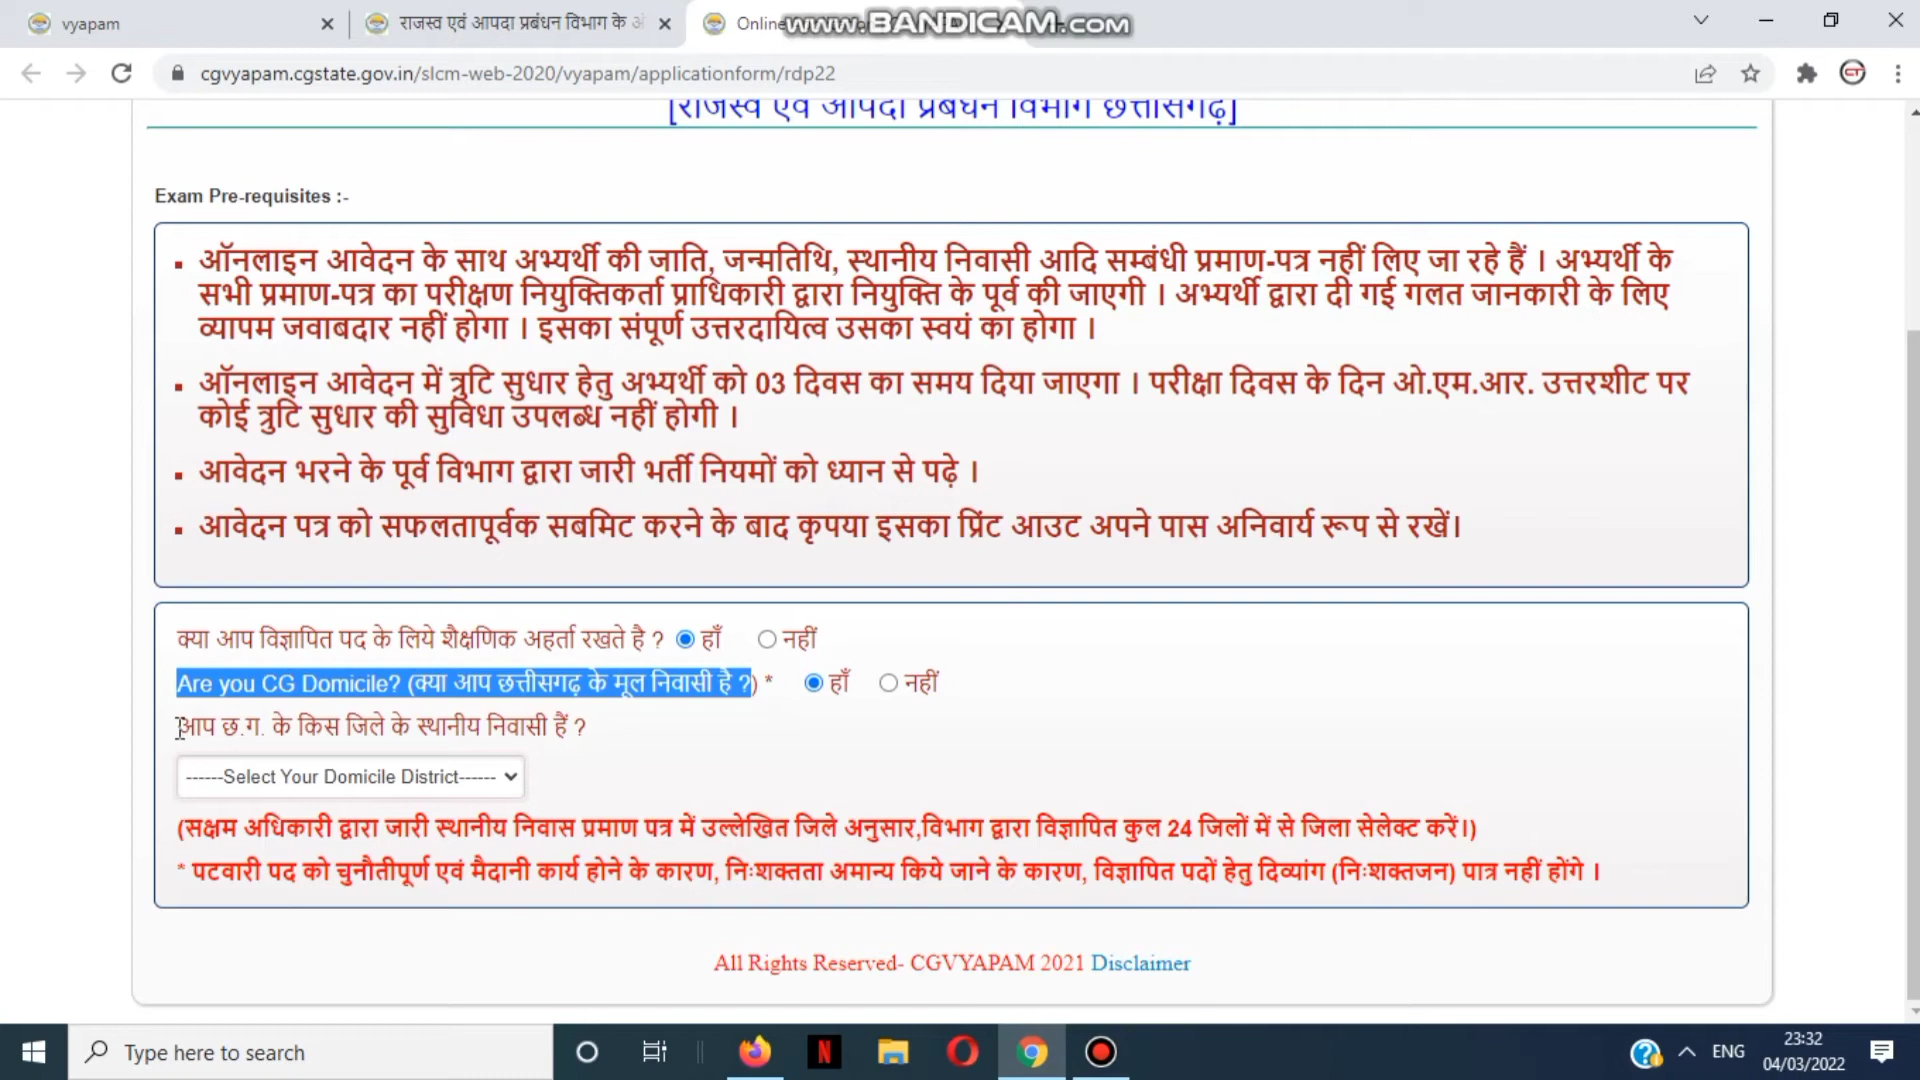 vyapam
राजस्व एवं आपदा प्रबंधन विभाग के
Online
www.BANDICAM.com
cgvyapam.cgstate.gov.in/slcm-web-2020/vyapam/applicationform/rdp22
[राजस्व एवं आपदा प्रबंधन विभाग छत्तीसगढ़]
Exam Pre-requisites :-
ऑनलाइन आवेदन के साथ अभ्यर्थी की जाति, जन्मतिथि, स्थानीय निवासी आदि सम्बंधी प्रमाण-पत्र नहीं लिए जा रहे हैं । अभ्यर्थी के
सभी प्रमाण-पत्र का परीक्षण नियुक्तिकर्ता प्राधिकारी द्वारा नियुक्ति के पूर्व की जाएगी । अभ्यर्थी द्वारा दी गई गलत जानकारी के लिए
व्यापम जवाबदार नहीं होगा । इसका संपूर्ण उत्तरदायित्व उसका स्वयं का होगा ।
ऑनलाइन आवेदन में त्रुटि सुधार हेतु अभ्यर्थी को 03 दिवस का समय दिया जाएगा । परीक्षा दिवस के दिन ओ.एम.आर. उत्तरशीट पर
कोई त्रुटि सुधार की सुविधा उपलब्ध नहीं होगी ।
आवेदन भरने के पूर्व विभाग द्वारा जारी भर्ती नियमों को ध्यान से पढ़े ।
आवेदन पत्र को सफलतापूर्वक सबमिट करने के बाद कृपया इसका प्रिंट आउट अपने पास अनिवार्य रूप से रखें।
क्या आप विज्ञापित पद के लिये शैक्षणिक अहर्ता रखते है ? हाँ नहीं
Are you CG Domicile? (क्या आप छत्तीसगढ़ के मूल निवासी है ?) * हाँ नहीं
आप छ.ग. के किस जिले के स्थानीय निवासी हैं ?
------Select Your Domicile District------
(सक्षम अधिकारी द्वारा जारी स्थानीय निवास प्रमाण पत्र में उल्लेखित जिले अनुसार,विभाग द्वारा विज्ञापित कुल 24 जिलों में से जिला सेलेक्ट करें।)
* पटवारी पद को चुनौतीपूर्ण एवं मैदानी कार्य होने के कारण, निःशक्तता अमान्य किये जाने के कारण, विज्ञापित पदों हेतु दिव्यांग (निःशक्तजन) पात्र नहीं होंगे ।
All Rights Reserved- CGVYAPAM 2021 Disclaimer
Type here to search
ENG
23:32
04/03/2022